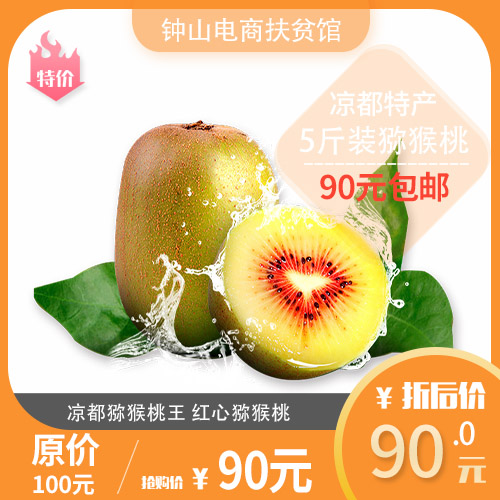 钟山电商扶贫馆
特价
凉都特产
5斤装猕猴桃
90元包邮
凉都猕猴桃王 红心猕猴桃
¥折后价
90.0元
原价
100元
抢购价 ¥90元